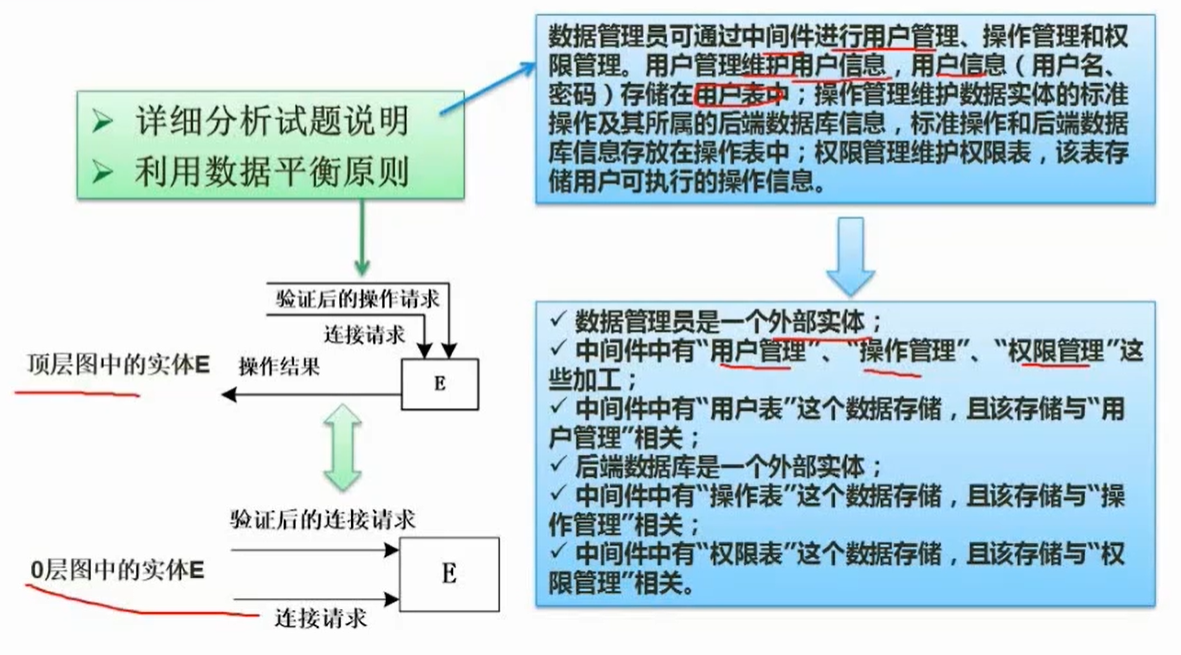 详细分析试题说明
利用数据平衡原则
数据管理员可通过中间件进行用户管理、操作管理和权
限管理。用户管理维护用户信息，用户信息（用户名、
密码）存储在用户表中；操作管理维护数据实体的标准
操作及其所属的后端数据库信息，标准操作和后端数据
库信息存放在操作表中；权限管理维护权限表，该表存
储用户可执行的操作信息。
验证后的操作请求
连接请求
顶层图中的实体E
操作结果
E
验证后的连接请求
0层图中的实体E
E
连接请求
✓ 数据管理员是一个外部实体；
✓ 中间件中有“用户管理”、“操作管理”、“权限管理”这
些加工；
✓ 中间件中有“用户表”这个数据存储，且该存储与“用
户管理”相关；
✓ 后端数据库是一个外部实体；
✓ 中间件中有“操作表”这个数据存储，且该存储与“操
作管理”相关；
✓ 中间件中有“权限表”这个数据存储，且该存储与“权
限管理”相关。